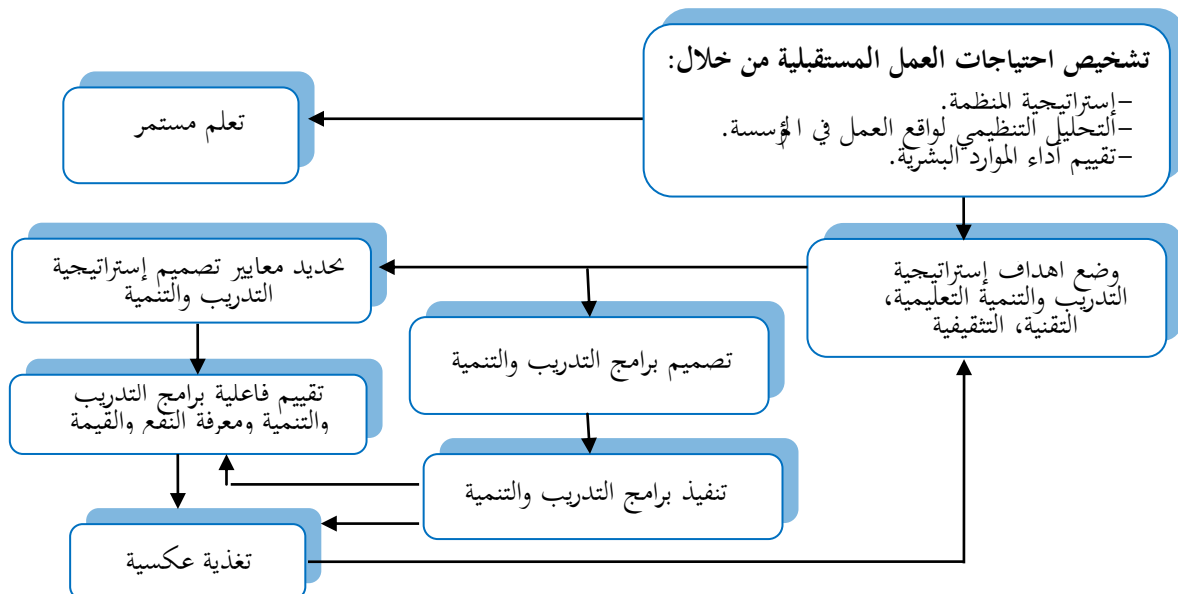 تشخيص احتياجات العمل المستقبلية من خلال:
-إستراتيجية المنظمة.
-التحليل التنظيمي لواقع العمل في المؤسسة.
-تقييم أداء الموارد البشرية.
تعلم مستمر
وضع اهداف إستراتيجية
التدريب والتنمية التعليمية،
التقنية، التثقيفية
تحديد معايير تصميم إستراتيجية
التدريب والتنمية
تصميم برامج التدريب والتنمية
تقييم فاعلية برامج التدريب
والتنمية ومعرفة النفع والقيمة
تنفيذ برامج التدريب والتنمية
تغذية عكسية